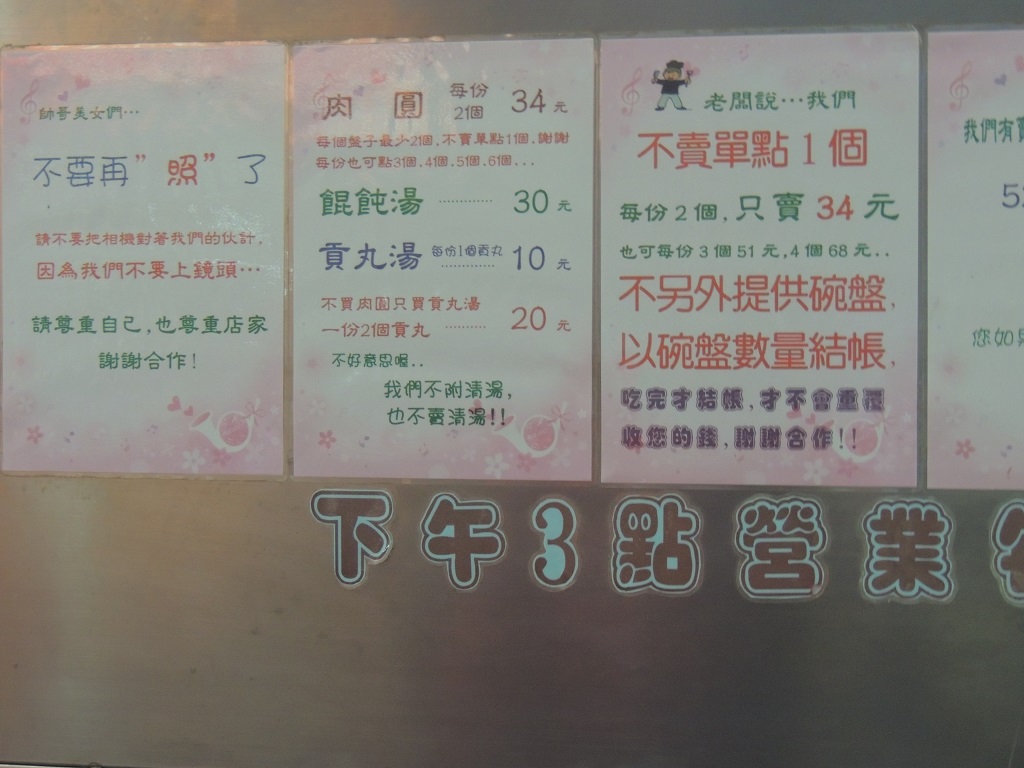 帥哥美女們…
不要再"照"了
請不要把相機對著我們的伙計,
因為我們不要上鏡頭…
請尊重自己,也尊重店家
謝謝合作!
肉圓 每份2個 34元
每個盤子最少2個,不賣單點1個,謝謝
每份也可點3個,4個,5個,6個...
餛飩湯 ………… 30元
貢丸湯 每份1個貢丸 ………… 10元
不買肉圓只買貢丸湯
一份2個貢丸 ……… 20元
不好意思喔..
我們不附清湯,
也不賣清湯!!
老闆說…我們
不賣單點1個
每份2個,只賣34元
也可每份3個51元,4個68元..
不另外提供碗盤,
以碗盤數量結帳,
吃完才結帳,才不會重覆
收您的錢,謝謝合作!!
我們有賣
您如果
下午3點營業